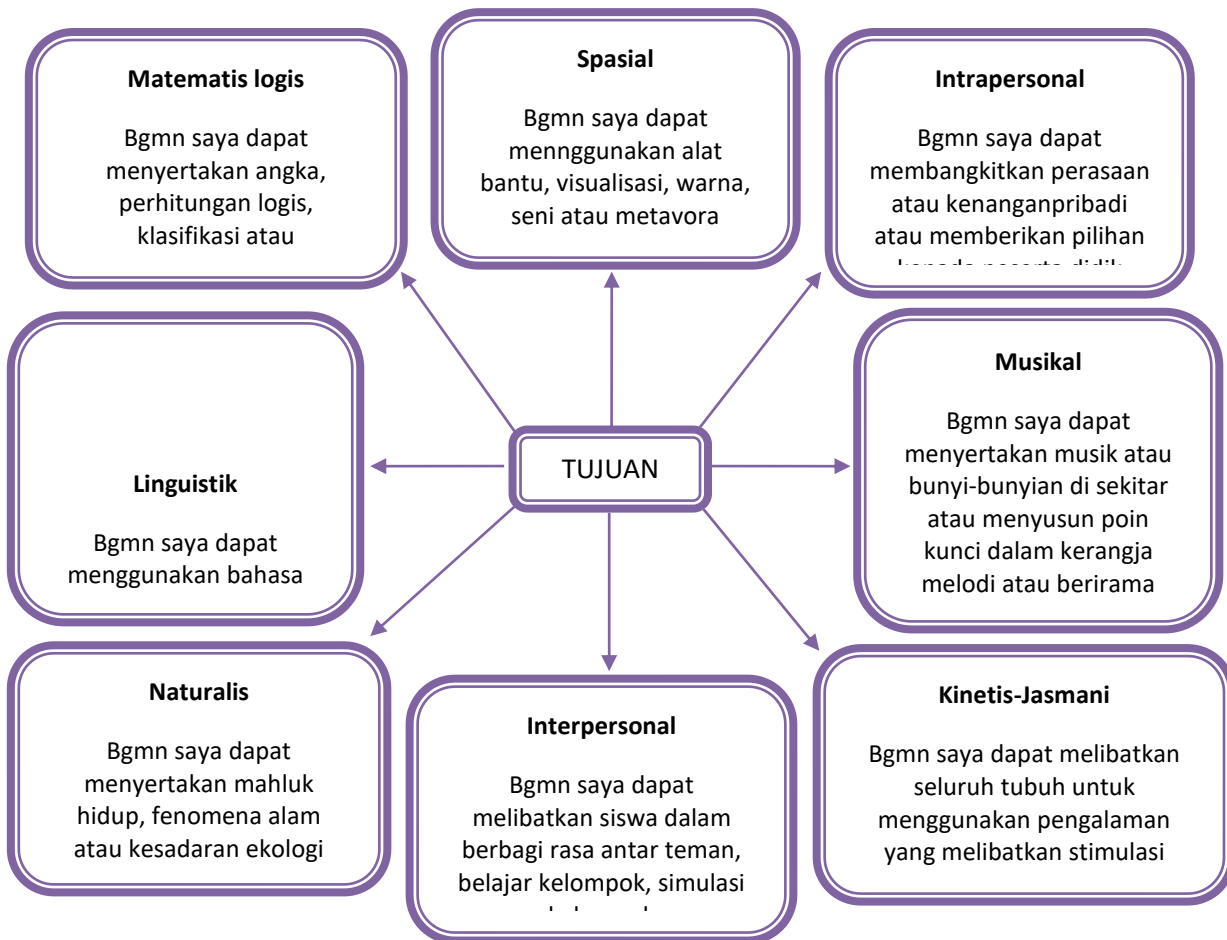 Matematis logis
Bgmn saya dapat
menyertakan angka,
perhitungan logis,
klasifikasi atau
Spasial
Bgmn saya dapat
mennggunakan alat
bantu, visualisasi, warna,
seni atau metavora
Intrapersonal
Bgmn saya dapat
membangkitkan perasaan
atau kenanganpribadi
atau memberikan pilihan
kepada peserta didik
Linguistik
Bgmn saya dapat
menggunakan bahasa
TUJUAN
Musikal
Bgmn saya dapat
menyertakan musik atau
bunyi-bunyian di sekitar
atau menyusun poin
kunci dalam kerangja
melodi atau berirama
Naturalis
Bgmn saya dapat
menyertakan mahluk
hidup, fenomena alam
atau kesadaran ekologi
Interpersonal
Bgmn saya dapat
melibatkan siswa dalam
berbagi rasa antar teman,
belajar kelompok, simulasi
Kinetis-Jasmani
Bgmn saya dapat melibatkan
seluruh tubuh untuk
menggunakan pengalaman
yang melibatkan stimulasi